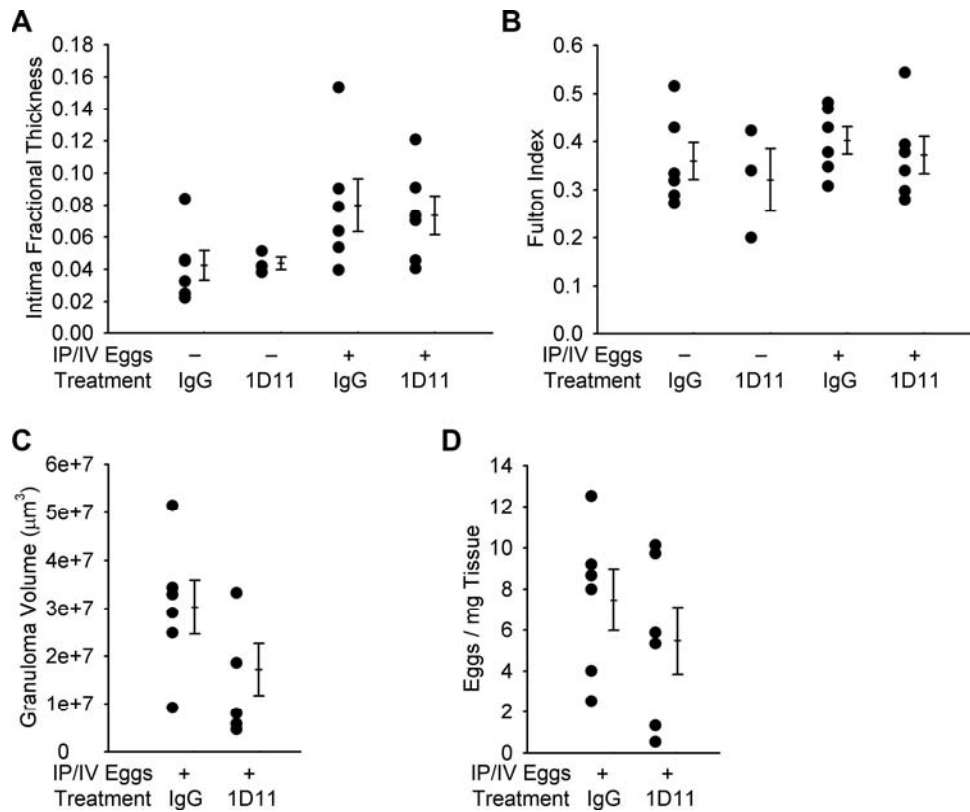 A
Intima Fractional Thickness
0.18
0.16
0.14
0.12
0.10
0.08
0.06
0.04
0.02
0.00
IP/IV Eggs – – + +
Treatment IgG 1D11 IgG 1D11
B
Fulton Index
0.6
0.5
0.4
0.3
0.2
0.1
0.0
IP/IV Eggs – – + +
Treatment IgG 1D11 IgG 1D11
C
Granuloma Volume (μm³)
6e+7
5e+7
4e+7
3e+7
2e+7
1e+7
0
IP/IV Eggs + +
Treatment IgG 1D11
D
Eggs / mg Tissue
14
12
10
8
6
4
2
0
IP/IV Eggs + +
Treatment IgG 1D11